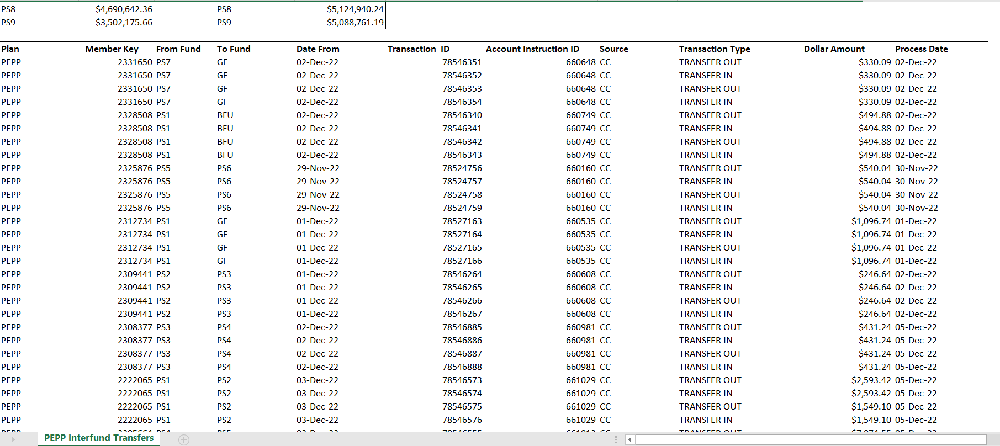 PS8 $4,690,642.36 PS8 $5,124,940.24
PS9 $3,502,175.66 PS9 $5,088,761.19
Plan Member Key From Fund To Fund Date From Transaction ID Account Instruction ID Source Transaction Type Dollar Amount Process Date
PEPP 2331650 PS7 GF 02-Dec-22 78546351 660648 CC TRANSFER OUT $330.09 02-Dec-22
PEPP 2331650 PS7 GF 02-Dec-22 78546352 660648 CC TRANSFER IN $330.09 02-Dec-22
PEPP 2331650 PS7 GF 02-Dec-22 78546353 660648 CC TRANSFER OUT $330.09 02-Dec-22
PEPP 2331650 PS7 GF 02-Dec-22 78546354 660648 CC TRANSFER IN $330.09 02-Dec-22
PEPP 2328508 PS1 BFU 02-Dec-22 78546340 660749 CC TRANSFER OUT $494.88 02-Dec-22
PEPP 2328508 PS1 BFU 02-Dec-22 78546341 660749 CC TRANSFER IN $494.88 02-Dec-22
PEPP 2328508 PS1 BFU 02-Dec-22 78546342 660749 CC TRANSFER OUT $494.88 02-Dec-22
PEPP 2328508 PS1 BFU 02-Dec-22 78546343 660749 CC TRANSFER IN $494.88 02-Dec-22
PEPP 2325876 PS5 PS6 29-Nov-22 78524756 660160 CC TRANSFER OUT $540.04 30-Nov-22
PEPP 2325876 PS5 PS6 29-Nov-22 78524757 660160 CC TRANSFER IN $540.04 30-Nov-22
PEPP 2325876 PS5 PS6 29-Nov-22 78524758 660160 CC TRANSFER OUT $540.04 30-Nov-22
PEPP 2325876 PS5 PS6 29-Nov-22 78524759 660160 CC TRANSFER IN $540.04 30-Nov-22
PEPP 2312734 PS1 GF 01-Dec-22 78527163 660535 CC TRANSFER OUT $1,096.74 01-Dec-22
PEPP 2312734 PS1 GF 01-Dec-22 78527164 660535 CC TRANSFER IN $1,096.74 01-Dec-22
PEPP 2312734 PS1 GF 01-Dec-22 78527165 660535 CC TRANSFER OUT $1,096.74 01-Dec-22
PEPP 2312734 PS1 GF 01-Dec-22 78527166 660535 CC TRANSFER IN $1,096.74 01-Dec-22
PEPP 2309441 PS2 PS3 01-Dec-22 78546264 660608 CC TRANSFER OUT $246.64 02-Dec-22
PEPP 2309441 PS2 PS3 01-Dec-22 78546265 660608 CC TRANSFER IN $246.64 02-Dec-22
PEPP 2309441 PS2 PS3 01-Dec-22 78546266 660608 CC TRANSFER OUT $246.64 02-Dec-22
PEPP 2309441 PS2 PS3 01-Dec-22 78546267 660608 CC TRANSFER IN $246.64 02-Dec-22
PEPP 2308377 PS3 PS4 02-Dec-22 78546885 660981 CC TRANSFER OUT $431.24 05-Dec-22
PEPP 2308377 PS3 PS4 02-Dec-22 78546886 660981 CC TRANSFER IN $431.24 05-Dec-22
PEPP 2308377 PS3 PS4 02-Dec-22 78546887 660981 CC TRANSFER OUT $431.24 05-Dec-22
PEPP 2308377 PS3 PS4 02-Dec-22 78546888 660981 CC TRANSFER IN $431.24 05-Dec-22
PEPP 2222065 PS1 PS2 03-Dec-22 78546573 661029 CC TRANSFER OUT $2,593.42 05-Dec-22
PEPP 2222065 PS1 PS2 03-Dec-22 78546574 661029 CC TRANSFER IN $2,593.42 05-Dec-22
PEPP 2222065 PS1 PS2 03-Dec-22 78546575 661029 CC TRANSFER OUT $1,549.10 05-Dec-22
PEPP 2222065 PS1 PS2 03-Dec-22 78546576 661029 CC TRANSFER IN $1,549.10 05-Dec-22
PEPP Interfund Transfers